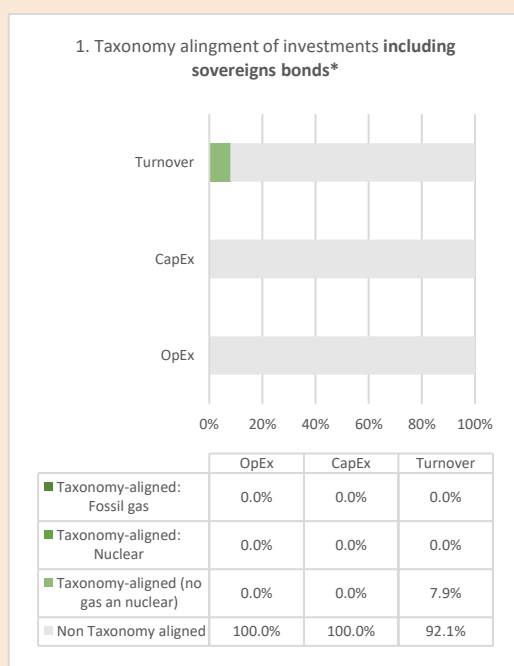 1. Taxonomy alingment of investments including
sovereigns bonds*
Turnover
CapEx
OpEx
0% 20% 40% 60% 80% 100%
OpEx CapEx Turnover
Taxonomy-aligned:
Fossil gas 0.0% 0.0% 0.0%
Taxonomy-aligned:
Nuclear 0.0% 0.0% 0.0%
Taxonomy-aligned (no
gas an nuclear) 0.0% 0.0% 7.9%
Non Taxonomy aligned 100.0% 100.0% 92.1%